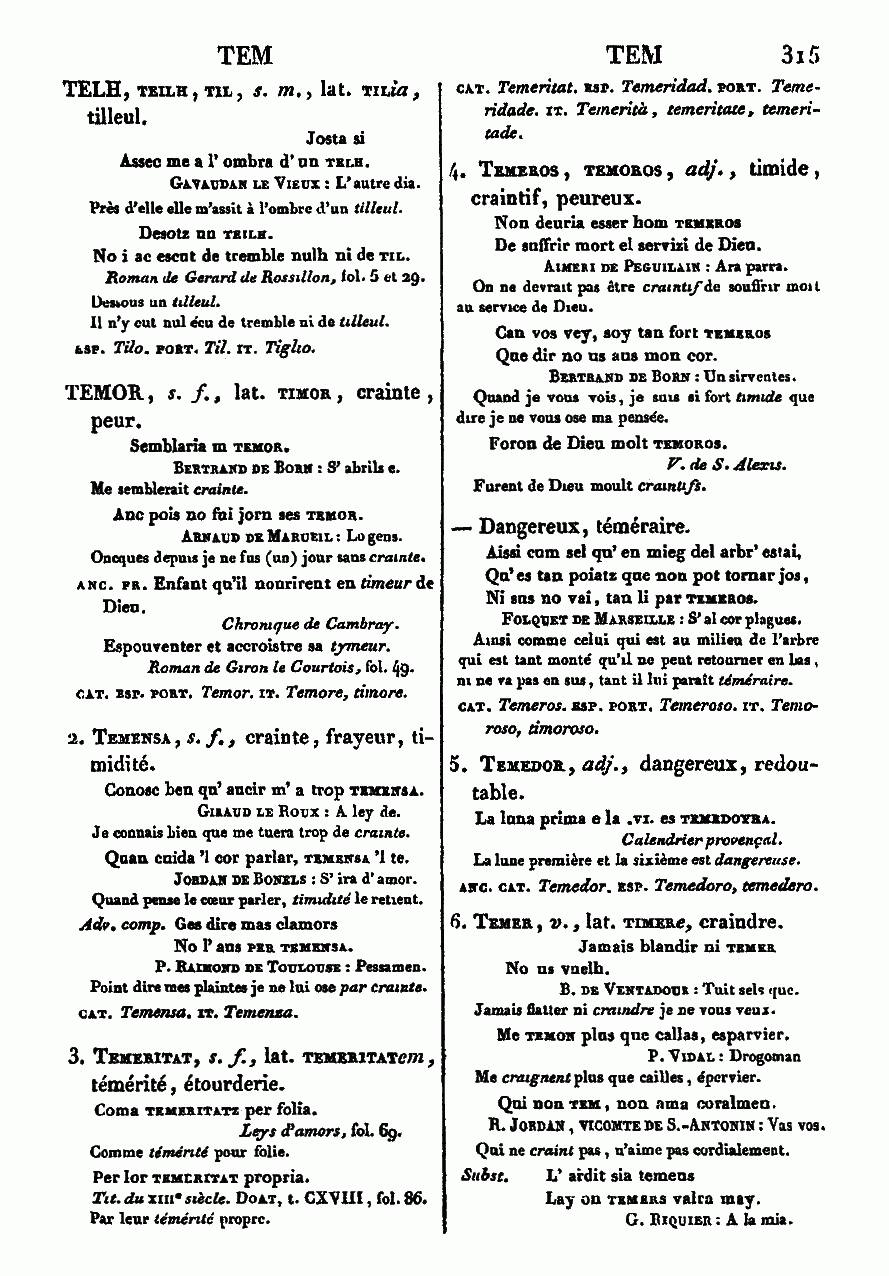 TEM
TEM 315
TELH, TEILH, TIL, s. m., lat. TILia,
tilleul.
Josta si
Assec me a l' ombra d' un TELH.
GAVAUDAN LE VIEUX : L'autre dia.
Près d'elle elle m'assit à l'ombre d'un tilleul.
Desotz un TEILH.
No i ac escut de tremble nulh ni de TIL.
Roman de Gerard de Rossillon, fol. 5 et 29.
Dessous un tilleul.
Il n'y eut nul écu de tremble ni de tilleul.
ESP. Tilo. PORT. Til. IT. Tiglio.
TEMOR, s. f., lat. TIMOR, crainte,
peur.
Semblaria m TEMOR.
BERTRAND DE BORN : S' abrils e.
Me semblerait crainte.
Anc pois no fui jorn ses TEMOR.
ARNAUD DE MARUEIL : Lo gens.
Oncques depuis je ne fus (un) jour sans crainte.
ANC. FR. Enfant qu'il nourirent en timeur de
Dieu.
Chronique de Cambray.
Espouventer et accroistre sa tymeur.
Roman de Giron le Courtois, fol. 49.
CAT. ESP. PORT. Temor. IT. Temore, timore.
2. TEMENSA, s. f., crainte, frayeur, ti-
midité.
Conosc ben qu' aucir m' a trop TEMENSA.
GIRAUD LE ROUX : A ley de.
Je connais bien que me tuera trop de crainte.
Quan cuida 'l cor parlar, TEMENSA 'l te.
JORDAN DE BONELS : S' ira d' amor.
Quand pense le cœur parler, timidité le retient.
Adv. comp. Ges dire mas clamors
No l' aus PER TEMENSA.
P. RAIMOND DE TOULOUSE : Pessamen.
Point dire mes plaintes je ne lui ose par crainte.
CAT. Temensa. IT. Temenza.
3. TEMERITAT, s. f., lat. TEMERITATem,
témérité, étourderie.
Coma TEMERITATZ per folia.
Leys d'amors, fol. 69.
Comme témérité pour folie.
Per lor TEMERITAT propria.
Tit. du XIIIe siècle. DOAT, t. CXVIII, fol. 86.
Par leur témérité propre.
CAT. Temeritat. ESP. Temeridad. PORT. Teme-
ridade. IT. Temerità, temeritate, temeri-
tade.
4. TEMEROS, TEMOROS, adj., timide,
craintif, peureux.
Non deuria esser hom TEMEROS
De suffrir mort el servizi de Dieu.
AIMERI DE PEGUILAIN : Ara parra.
On ne devrait pas être craintif de souffrir mort
au service de Dieu.
Can vos vey, soy tan fort TEMEROS
Que dir no us aus mon cor.
BERTRAND DE BORN : Un sirventes.
Quand je vous vois, je suis si fort timide que
dire je ne vous ose ma pensée.
Foron de Dieu molt TEMOROS.
V. de S. Alexis.
Furent de Dieu moult craintifs.
— Dangereux, téméraire.
Aissi cum sel qu' en mieg del arbr' estai,
Qu' es tan poiatz que non pot tornar jos,
Ni sus no vai, tan li par TEMEROS.
FOLQUET DE MARSEILLE : S' al cor plagues.
Ainsi comme celui qui est au milieu de l'arbre
qui est tant monté qu'il ne peut retourner en bas,
ni ne va pas en sus, tant il lui paraît téméraire.
CAT. Temeros. ESP. PORT. Temeroso. IT. Temo-
roso, timoroso.
5. TEMEDOR, adj., dangereux, redou-
table.
La luna prima e la .VI. es TEMEDOYRA.
Calendrier provençal.
La lune première et la sixième est dangereuse.
ANC. CAT. Temedor. ESP. Temedoro, temedero.
6. TEMER, v., lat. TIMERe, craindre.
Jamais blandir ni TEMER
No us vuelh.
B. DE VENTADOUR : Tuit sels que.
Jamais flatter ni craindre je ne vous veux.
Me TEMON plus que callas, esparvier.
P. VIDAL : Drogoman
Me craignent plus que cailles, épervier.
Qui non TEM, non ama coralmen.
R. JORDAN, VICOMTE DE S.-ANTONIN : Vas vos.
Qui ne craint pas, n'aime pas cordialement.
Subst. L' ardit sia temens
Lay on TEMERS valra may.
G. RIQUIER : A la mia.